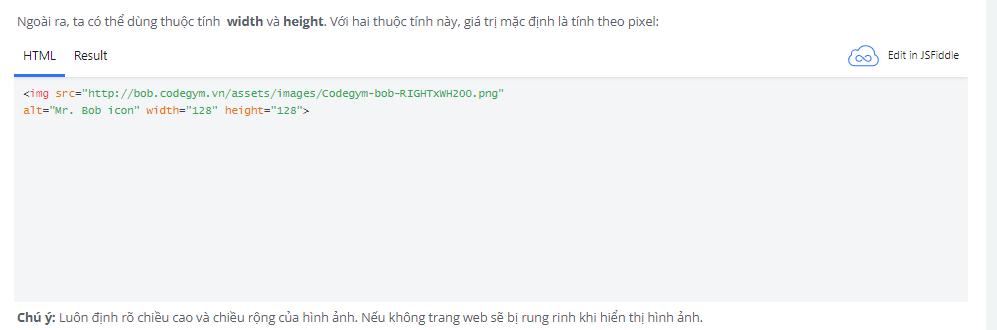 Ngoài ra, ta có thể dùng thuộc tính width và height. Với hai thuộc tính này, giá trị mặc định là tính theo pixel:
HTML Result Edit in JSFiddle
<img src="http://bob.codegym.vn/assets/images/Codegym-bob-RIGHTxWH200.png"
alt="Mr. Bob icon" width="128" height="128">
Chú ý: Luôn định rõ chiều cao và chiều rộng của hình ảnh. Nếu không trang web sẽ bị rung rinh khi hiển thị hình ảnh.